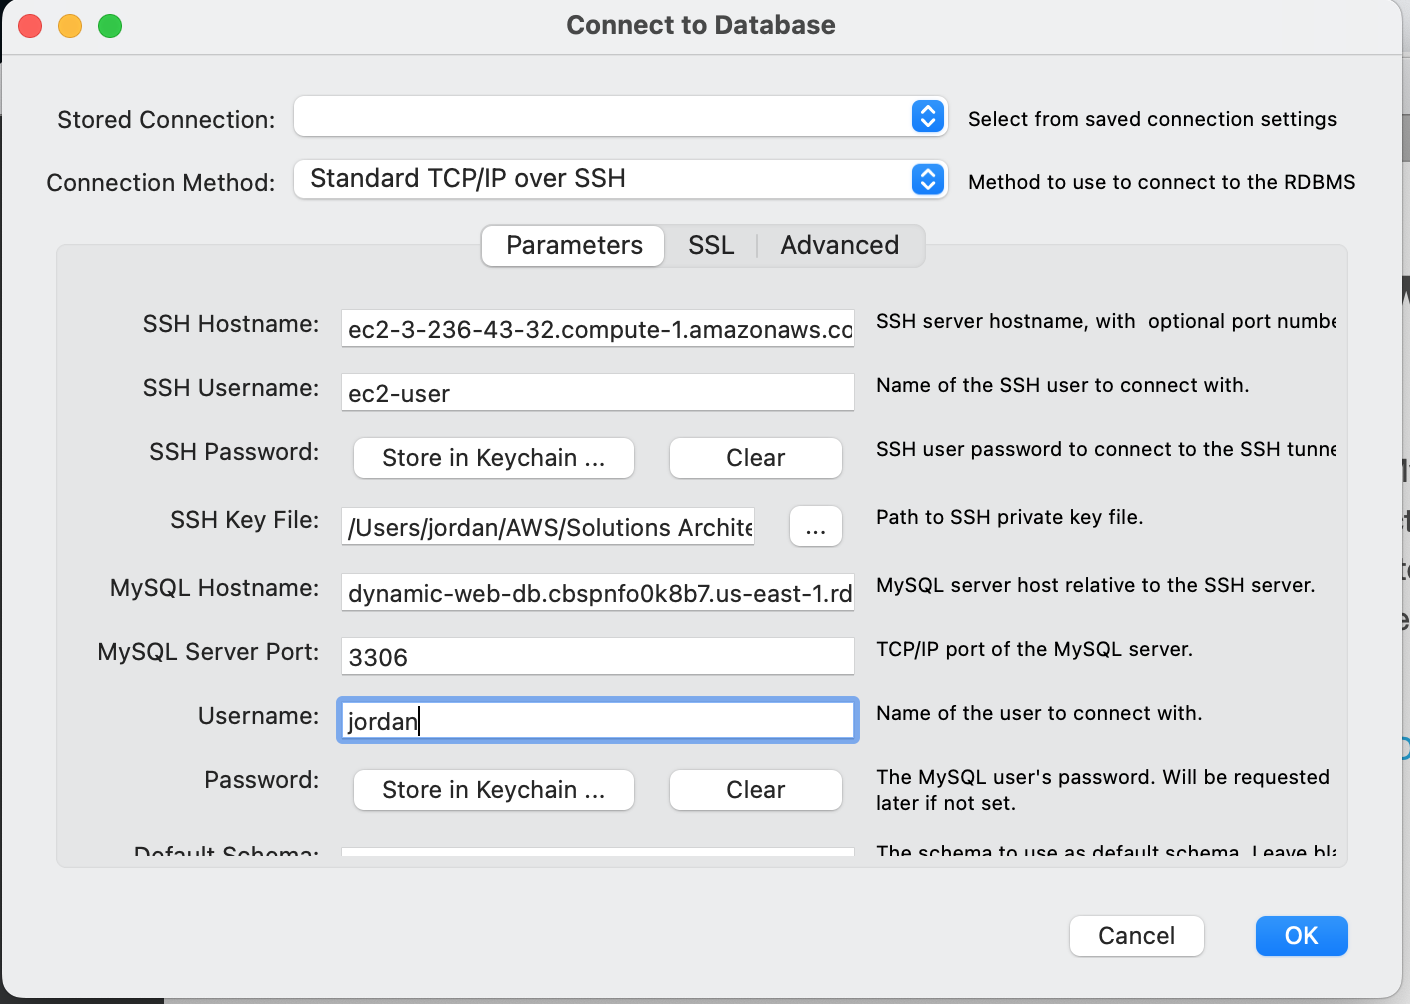 Connect to Database
Stored Connection:
Select from saved connection settings
Connection Method: Standard TCP/IP over SSH
Method to use to connect to the RDBMS
Parameters SSL Advanced
SSH Hostname: ec2-3-236-43-32.compute-1.amazonaws.co
SSH server hostname, with optional port numbe
SSH Username: ec2-user
Name of the SSH user to connect with.
SSH Password: Store in Keychain ... Clear
SSH user password to connect to the SSH tunne
SSH Key File: /Users/jordan/AWS/Solutions Archite ...
Path to SSH private key file.
MySQL Hostname: dynamic-web-db.cbspnfo0k8b7.us-east-1.rd
MySQL server host relative to the SSH server.
MySQL Server Port: 3306
TCP/IP port of the MySQL server.
Username: jordan
Name of the user to connect with.
Password: Store in Keychain ... Clear
The MySQL user's password. Will be requested
later if not set.
Default Schema:
The schema to use as default schema. Leave bla
Cancel OK